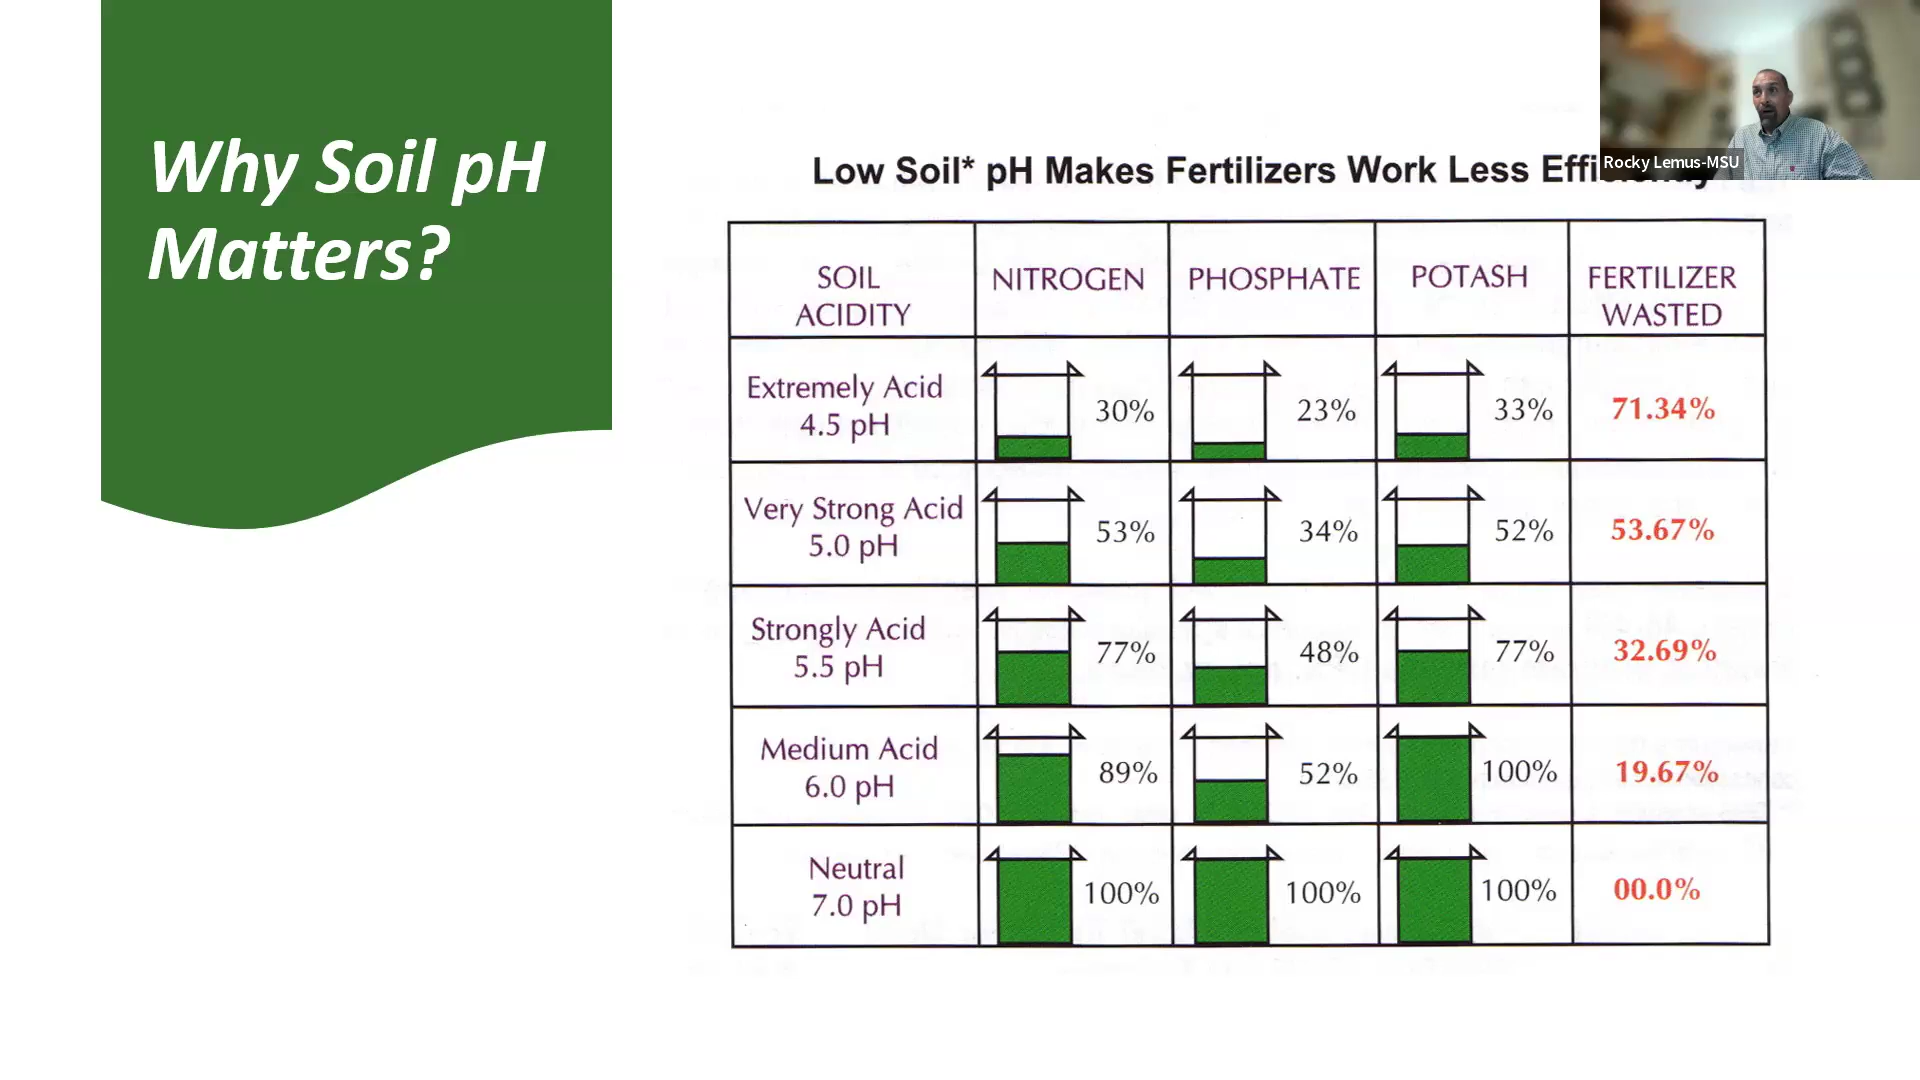 Why Soil pH
Matters?
Rocky Lemus-MSU
Low Soil* pH Makes Fertilizers Work Less
SOIL
ACIDITY
NITROGEN
PHOSPHATE
POTASH
FERTILIZER
WASTED
Extremely Acid
4.5 pH
30%
23%
33%
71.34%
Very Strong Acid
5.0 pH
53%
34%
52%
53.67%
Strongly Acid
5.5 pH
77%
48%
77%
32.69%
Medium Acid
6.0 pH
89%
52%
100%
19.67%
Neutral
7.0 pH
100%
100%
100%
00.0%